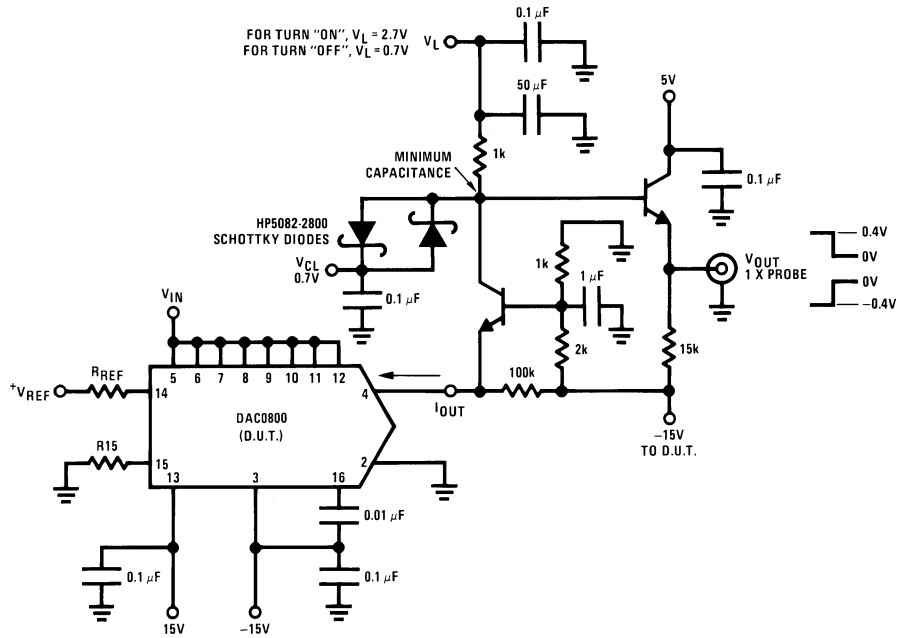 FOR TURN "ON", VL = 2.7V
FOR TURN "OFF", VL = 0.7V
VL
0.1 μF
50 μF
5V
1k
MINIMUM
CAPACITANCE
0.1 μF
HP5082-2800
SCHOTTKY DIODES
VCL
0.7V
0.1 μF
1k
1 μF
2k
VOUT
1 X PROBE
0.4V
0V
0V
−0.4V
15k
VIN
5 6 7 8 9 10 11 12
+VREF
RREF
14
4
IOUT
100k
−15V
TO D.U.T.
DAC0800
(D.U.T.)
R15
15
13
3
16
2
0.01 μF
0.1 μF
0.1 μF
15V
−15V